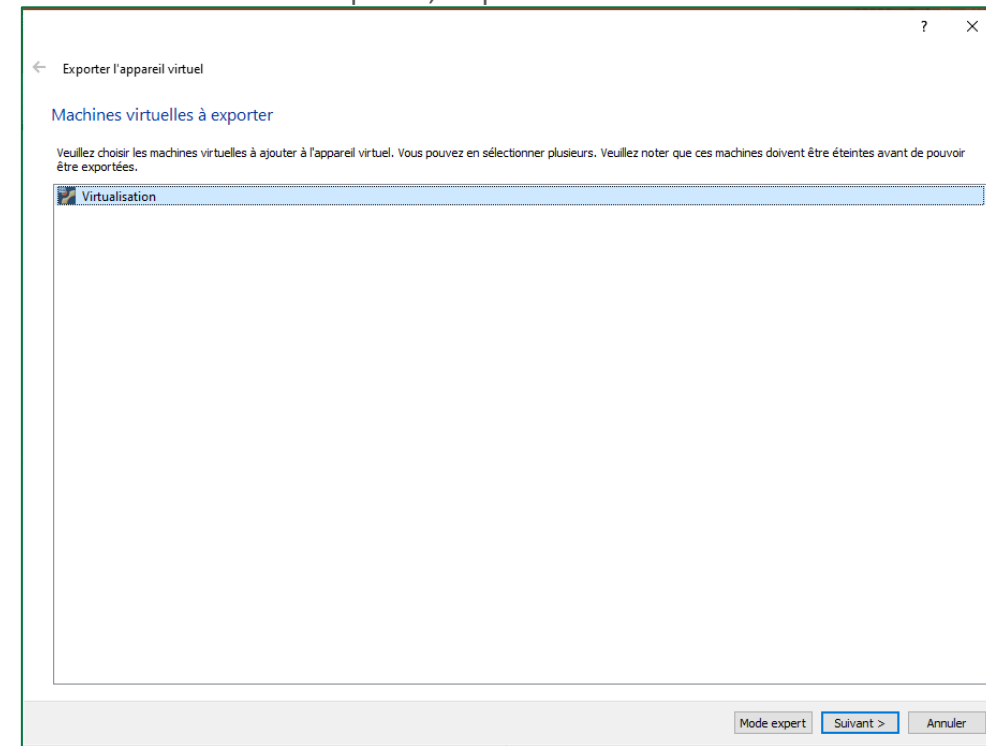 ?
Exporter l'appareil virtuel
Machines virtuelles à exporter
Veuillez choisir les machines virtuelles à ajouter à l'appareil virtuel. Vous pouvez en sélectionner plusieurs. Veuillez noter que ces machines doivent être éteintes avant de pouvoir
être exportées.
Virtualisation
Mode expert Suivant > Annuler